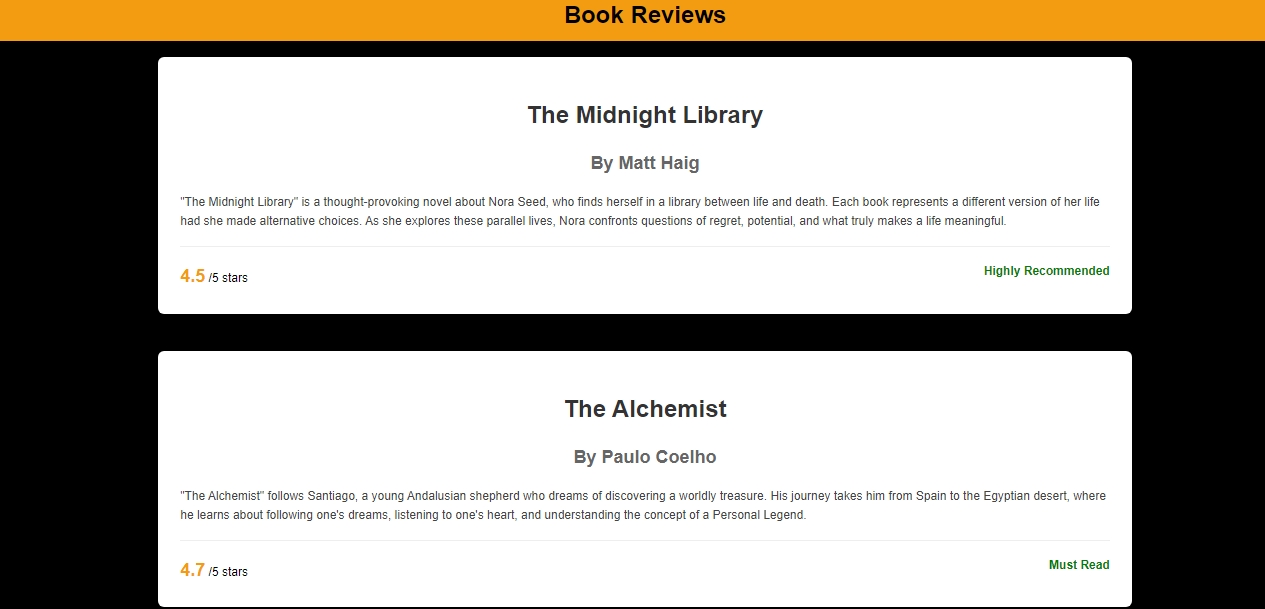 Book Reviews
The Midnight Library
By Matt Haig
"The Midnight Library" is a thought-provoking novel about Nora Seed, who finds herself in a library between life and death. Each book represents a different version of her life
had she made alternative choices. As she explores these parallel lives, Nora confronts questions of regret, potential, and what truly makes a life meaningful.
4.5 /5 stars
Highly Recommended
The Alchemist
By Paulo Coelho
"The Alchemist" follows Santiago, a young Andalusian shepherd who dreams of discovering a worldly treasure. His journey takes him from Spain to the Egyptian desert, where
he learns about following one's dreams, listening to one's heart, and understanding the concept of a Personal Legend.
4.7 /5 stars
Must Read